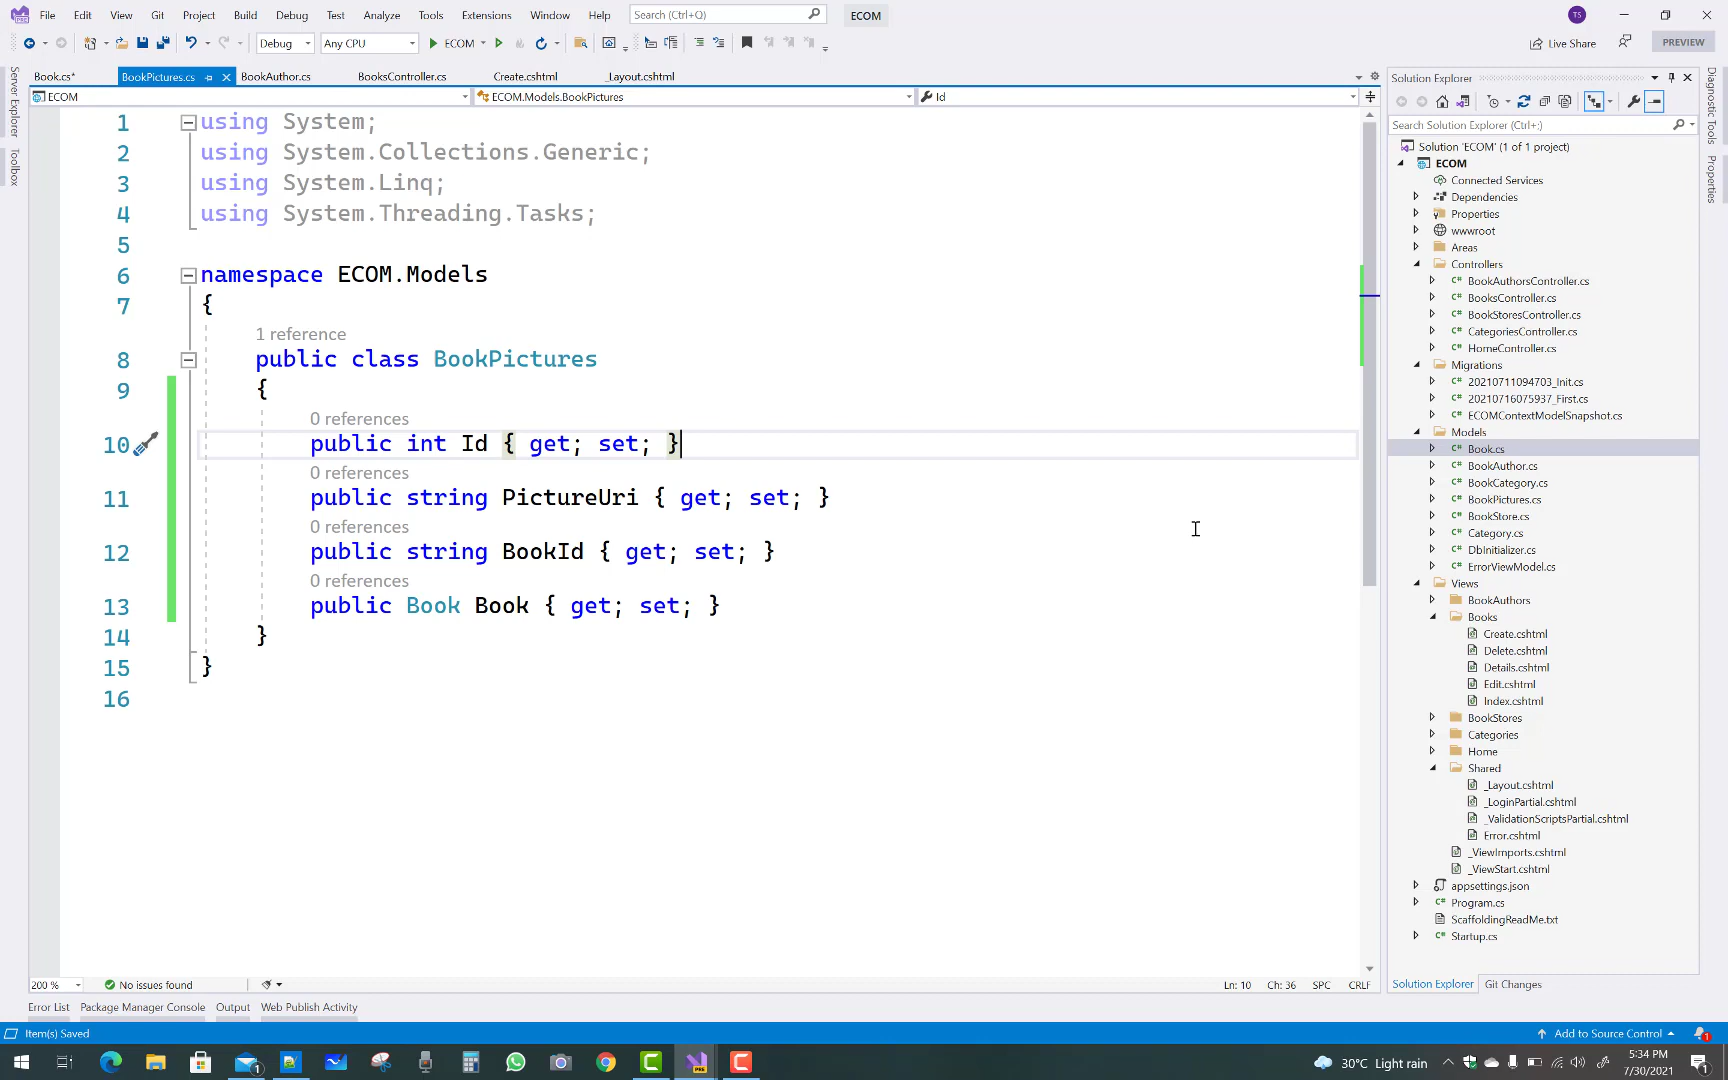 File Edit View Git Project Build Debug Test Analyze Tools Extensions Window Help Search (Ctrl+Q) ECOM TS
Debug Any CPU ECOM Live Share PREVIEW
Server Explorer
Toolbox
Book.cs* BookPictures.cs BookAuthor.cs BooksController.cs Create.cshtml _Layout.cshtml
ECOM ECOM.Models.BookPictures Id
1 using System;
2 using System.Collections.Generic;
3 using System.Linq;
4 using System.Threading.Tasks;
5
6 namespace ECOM.Models
7 {
1 reference
8 public class BookPictures
9 {
0 references
10 public int Id { get; set; }
0 references
11 public string PictureUri { get; set; }
0 references
12 public string BookId { get; set; }
0 references
13 public Book Book { get; set; }
14 }
15 }
16
200 % No issues found Ln: 10 Ch: 36 SPC CRLF
Solution Explorer
Search Solution Explorer (Ctrl+;)
Solution 'ECOM' (1 of 1 project)
ECOM
Connected Services
Dependencies
Properties
wwwroot
Areas
Controllers
C# BookAuthorsController.cs
C# BooksController.cs
C# BookStoresController.cs
C# CategoriesController.cs
C# HomeController.cs
Migrations
C# 20210711094703_Init.cs
C# 20210716075937_First.cs
C# ECOMContextModelSnapshot.cs
Models
C# Book.cs
C# BookAuthor.cs
C# BookCategory.cs
C# BookPictures.cs
C# BookStore.cs
C# Category.cs
C# DbInitializer.cs
C# ErrorViewModel.cs
Views
BookAuthors
Books
Create.cshtml
Delete.cshtml
Details.cshtml
Edit.cshtml
Index.cshtml
BookStores
Categories
Home
Shared
_Layout.cshtml
_LoginPartial.cshtml
_ValidationScriptsPartial.cshtml
Error.cshtml
_ViewImports.cshtml
_ViewStart.cshtml
appsettings.json
C# Program.cs
ScaffoldingReadMe.txt
C# Startup.cs
Solution Explorer Git Changes
Diagnostic Tools
Properties
Error List Package Manager Console Output Web Publish Activity
Item(s) Saved Add to Source Control 1
1 PRE 30°C Light rain 5:34 PM
7/30/2021 1